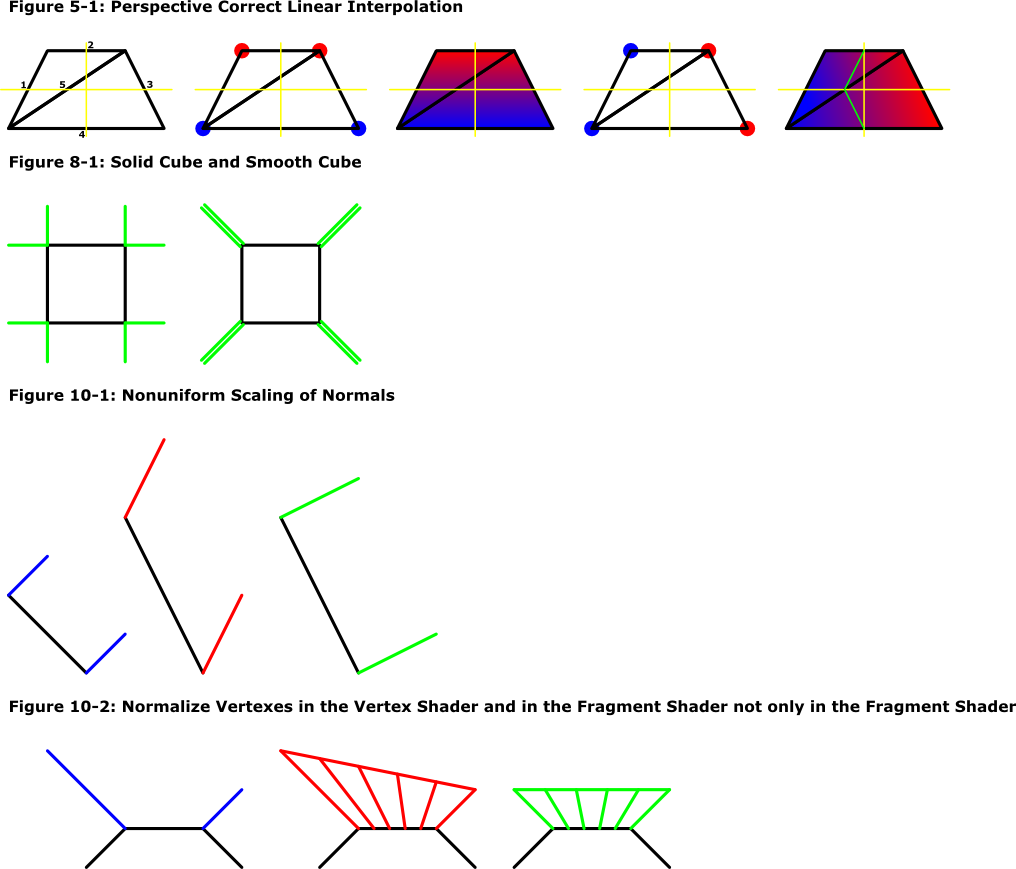 Figure 5-1: Perspective Correct Linear Interpolation
2
1 5 3
4
Figure 8-1: Solid Cube and Smooth Cube
Figure 10-1: Nonuniform Scaling of Normals
Figure 10-2: Normalize Vertexes in the Vertex Shader and in the Fragment Shader not only in the Fragment Shader